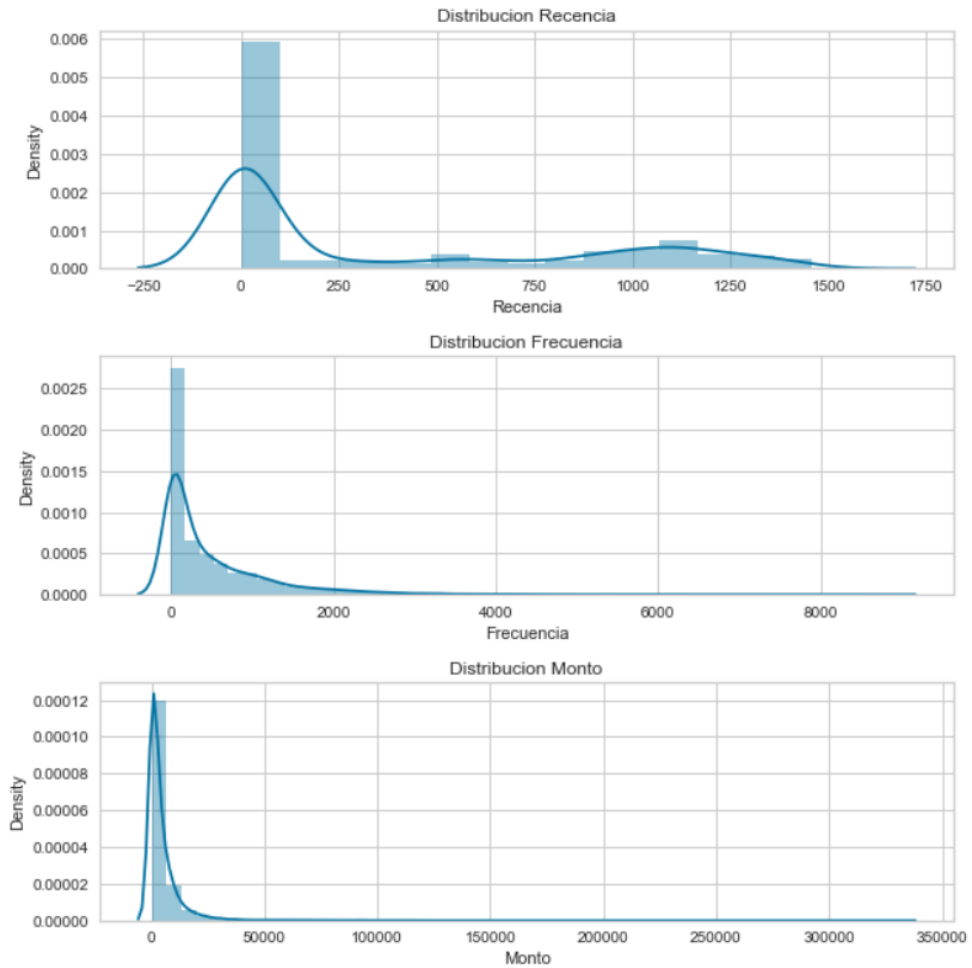 Distribucion Recencia
0.006
0.005
0.004
0.003
0.002
0.001
0.000
Density
−250 0 250 500 750 1000 1250 1500 1750
Recencia
Distribucion Frecuencia
0.0025
0.0020
0.0015
0.0010
0.0005
0.0000
Density
0 2000 4000 6000 8000
Frecuencia
Distribucion Monto
0.00012
0.00010
0.00008
0.00006
0.00004
0.00002
0.00000
Density
0 50000 100000 150000 200000 250000 300000 350000
Monto